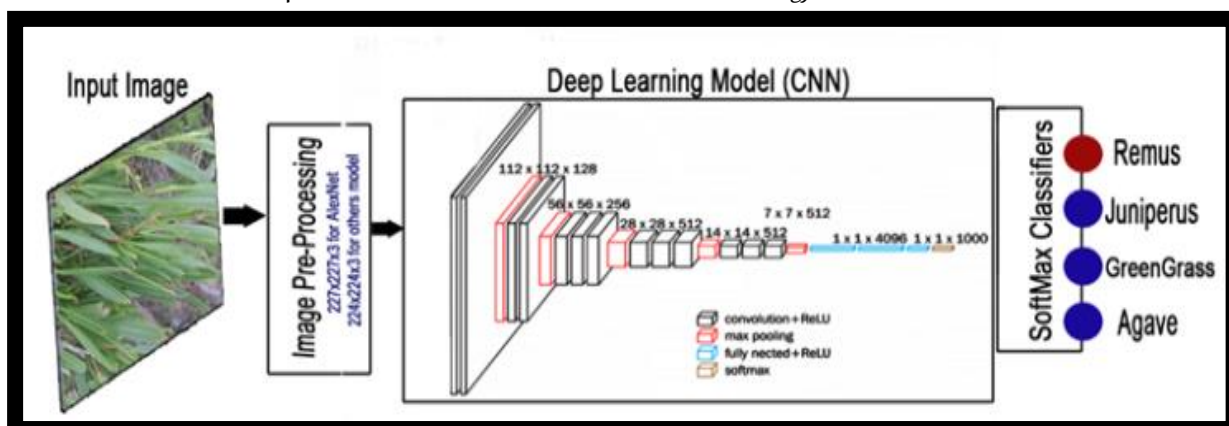 Input Image
Image Pre-Processing
227x227x3 for AlexNet
224x224x3 for others model
Deep Learning Model (CNN)
112 x 112 x 128
56 x 56 x 256
28 x 28 x 512
14 x 14 x 512
7 x 7 x 512
1 x 1 x 4096
1 x 1 x 1000
convolution+ReLU
max pooling
fully nected+ReLU
softmax
SoftMax Classifiers
Remus
Juniperus
GreenGrass
Agave